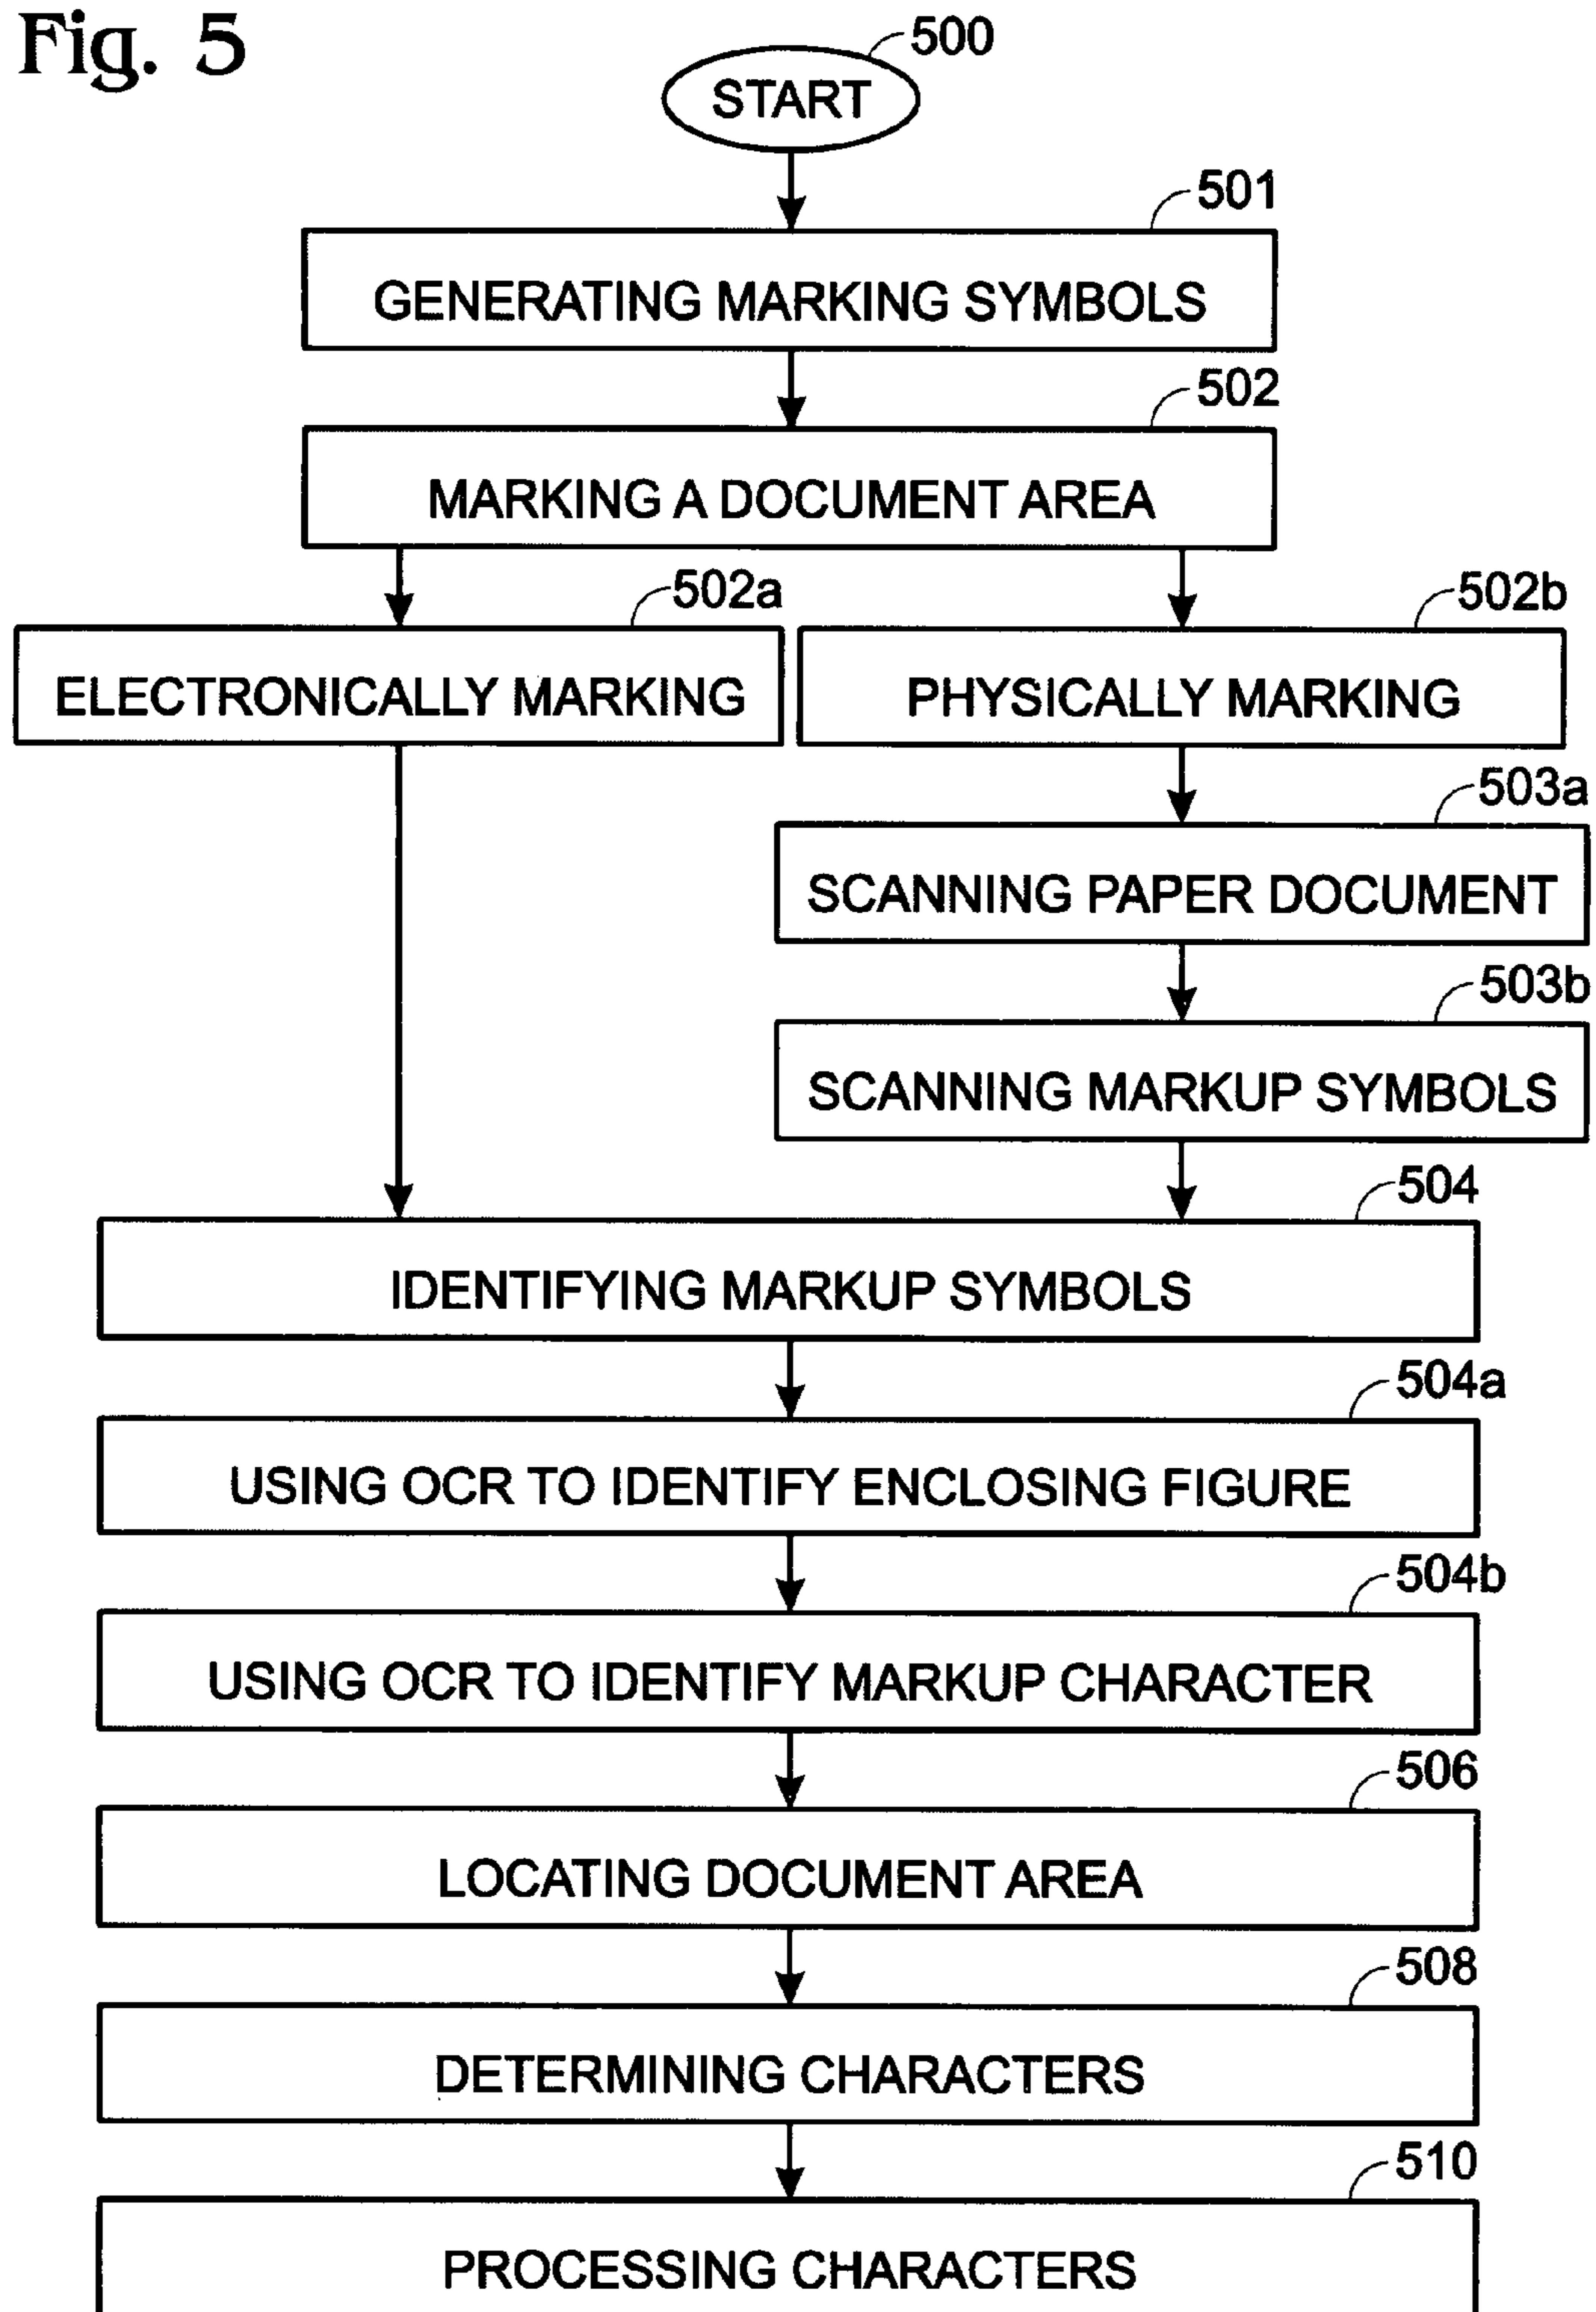 Fig. 5
500
START
501
GENERATING MARKING SYMBOLS
502
MARKING A DOCUMENT AREA
502a
502b
ELECTRONICALLY MARKING
PHYSICALLY MARKING
503a
SCANNING PAPER DOCUMENT
503b
SCANNING MARKUP SYMBOLS
504
IDENTIFYING MARKUP SYMBOLS
504a
USING OCR TO IDENTIFY ENCLOSING FIGURE
504b
USING OCR TO IDENTIFY MARKUP CHARACTER
506
LOCATING DOCUMENT AREA
508
DETERMINING CHARACTERS
510
PROCESSING CHARACTERS